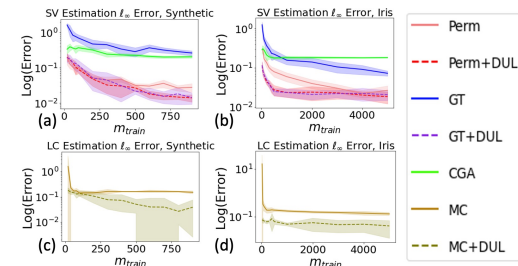 SV Estimation ℓ∞ Error, Synthetic
Log(Error)
10⁰
10⁻¹
10⁻²
(a)
0 250 500 750
m_train
SV Estimation ℓ∞ Error, Iris
Log(Error)
10⁰
10⁻¹
10⁻²
(b)
0 2000 4000
m_train
LC Estimation ℓ∞ Error, Synthetic
Log(Error)
10⁰
10⁻¹
10⁻²
(c)
0 250 500 750
m_train
LC Estimation ℓ∞ Error, Iris
Log(Error)
10¹
10⁻¹
(d)
0 2000 4000
m_train
Perm
Perm+DUL
GT
GT+DUL
CGA
MC
MC+DUL